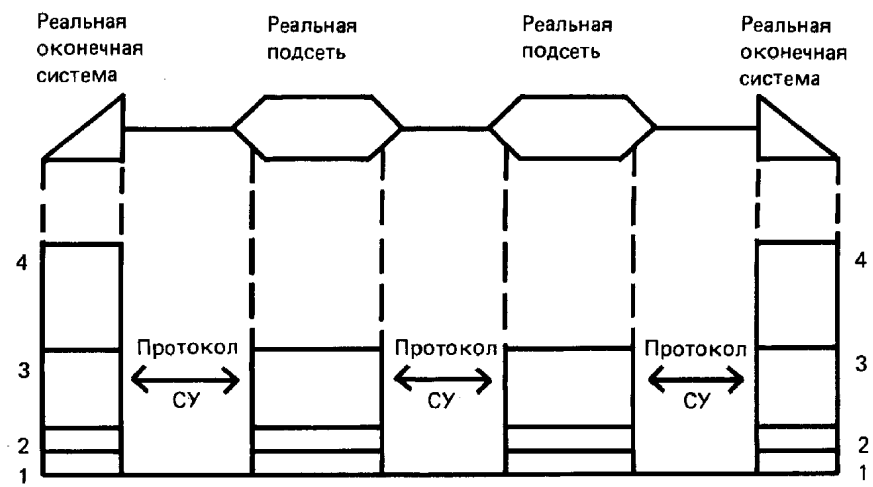 Реальная
оконечная
система
Реальная
подсеть
Реальная
подсеть
Реальная
оконечная
система
4
4
Протокол
Протокол
Протокол
3
3
СУ
СУ
СУ
2
2
1
1